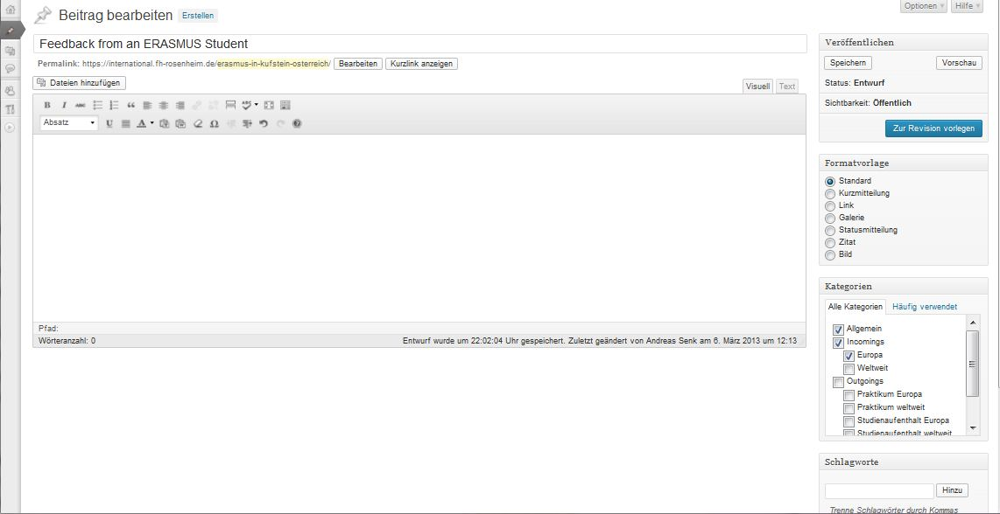 Optionen Hilfe
Beitrag bearbeiten Erstellen
Feedback from an ERASMUS Student
Permalink: https://international.fh-rosenheim.de/erasmus-in-kufstein-osterreich/ Bearbeiten Kurzlink anzeigen
Dateien hinzufügen
Visuell Text
B I ABC ABC
Absatz U A Ω
Pfad:
Wörteranzahl: 0 Entwurf wurde um 22:02:04 Uhr gespeichert. Zuletzt geändert von Andreas Senk am 6. März 2013 um 12:13
Veröffentlichen
Speichern Vorschau
Status: Entwurf
Sichtbarkeit: Öffentlich
Zur Revision vorlegen
Formatvorlage
Standard
Kurzmitteilung
Link
Galerie
Statusmitteilung
Zitat
Bild
Kategorien
Alle Kategorien Häufig verwendet
Allgemein
Incomings
Europa
Weltweit
Outgoings
Praktikum Europa
Praktikum weltweit
Studienaufenthalt Europa
Studienaufenthalt weltweit
Schlagworte
Hinzu
Trenne Schlagwörter durch Kommas